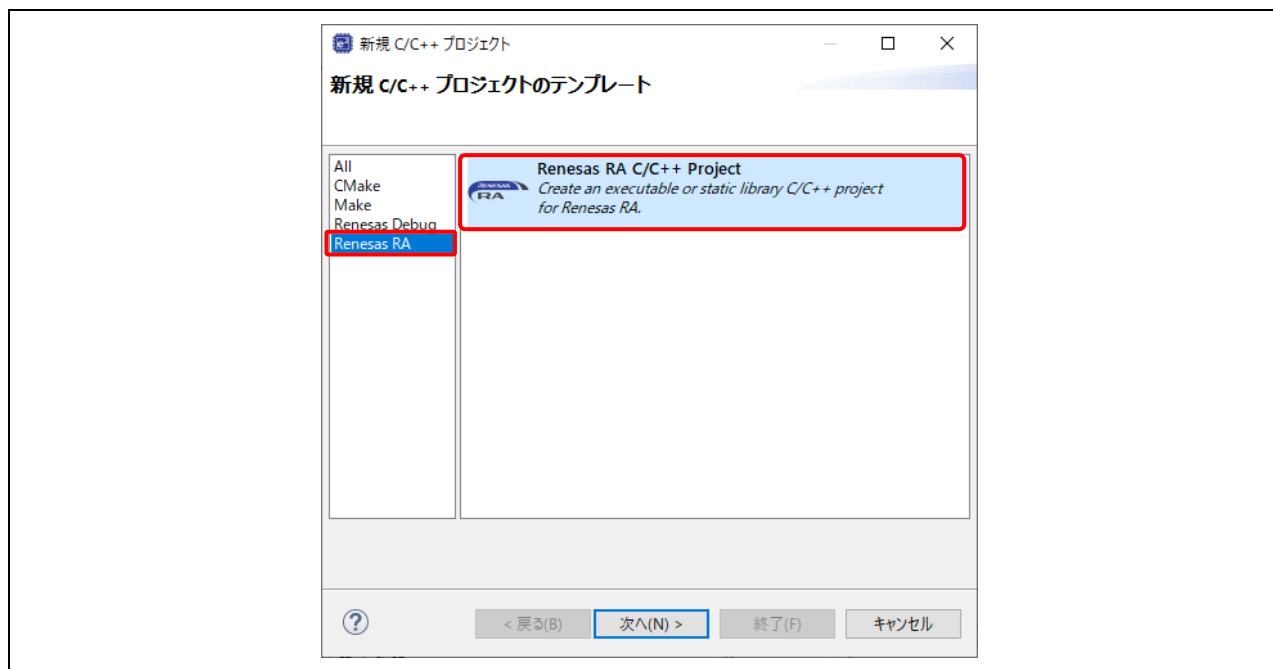 新規 C/C++ プロジェクト
新規 C/C++ プロジェクトのテンプレート
All
CMake
Make
Renesas Debug
Renesas RA
RENESAS
RA
Renesas RA C/C++ Project
Create an executable or static library C/C++ project
for Renesas RA.
< 戻る(B)
次へ(N) >
終了(F)
キャンセル